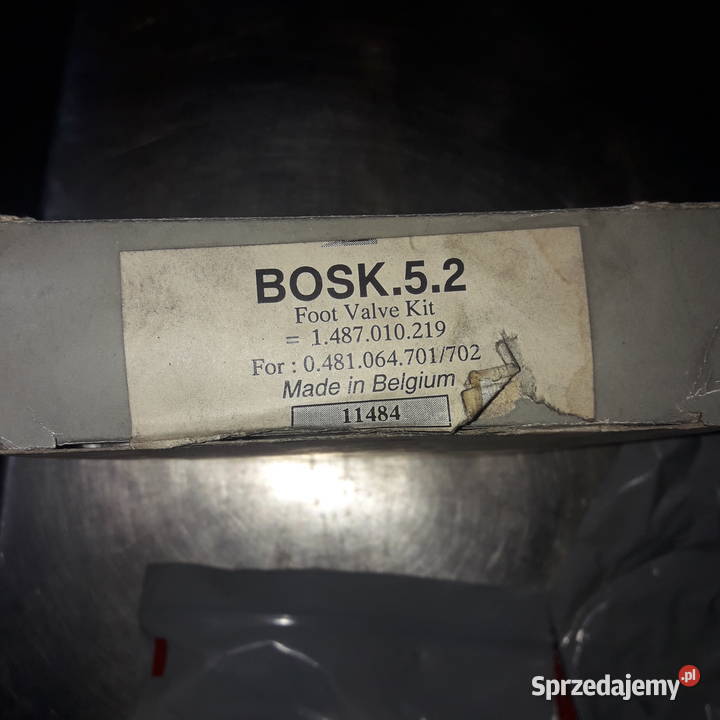 BOSK.5.2
Foot Valve Kit
= 1.487.010.219
For : 0.481.064.701/702
Made in Belgium
11484
Sprzedajemy.pl